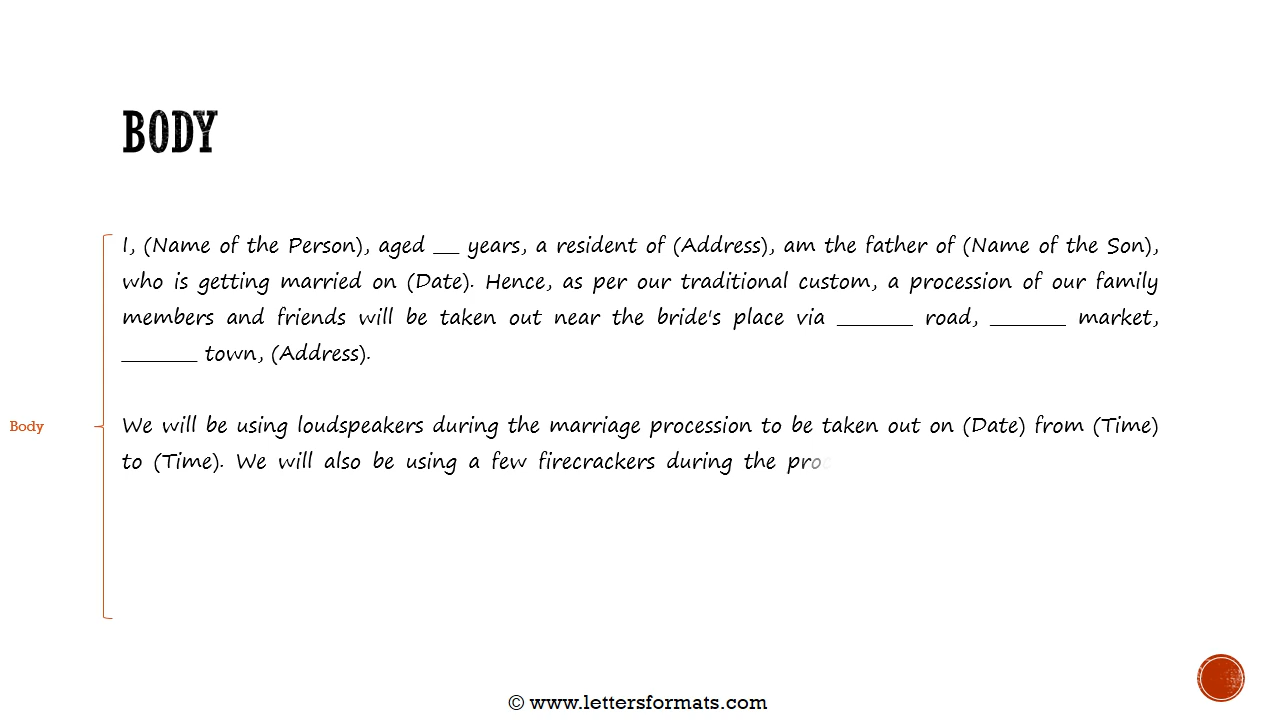 BODY
I, (Name of the Person), aged __ years, a resident of (Address), am the father of (Name of the Son),
who is getting married on (Date). Hence, as per our traditional custom, a procession of our family
members and friends will be taken out near the bride's place via ______ road, ______ market,
______ town, (Address).
Body
We will be using loudspeakers during the marriage procession to be taken out on (Date) from (Time)
to (Time). We will also be using a few firecrackers during the pro
© www.lettersformats.com